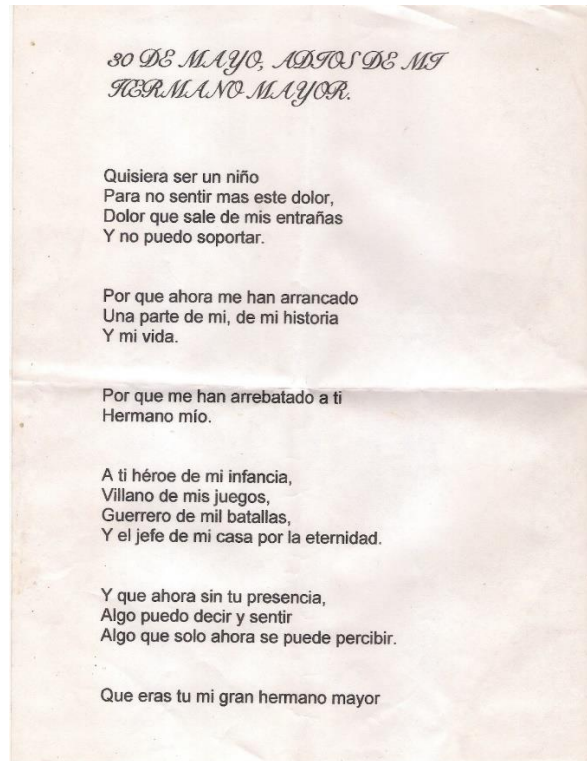 30 DE MAYO, ADIOS DE MI
HERMANO MAYOR.
Quisiera ser un niño
Para no sentir mas este dolor,
Dolor que sale de mis entrañas
Y no puedo soportar.
Por que ahora me han arrancado
Una parte de mi, de mi historia
Y mi vida.
Por que me han arrebatado a ti
Hermano mío.
A ti héroe de mi infancia,
Villano de mis juegos,
Guerrero de mil batallas,
Y el jefe de mi casa por la eternidad.
Y que ahora sin tu presencia,
Algo puedo decir y sentir
Algo que solo ahora se puede percibir.
Que eras tu mi gran hermano mayor